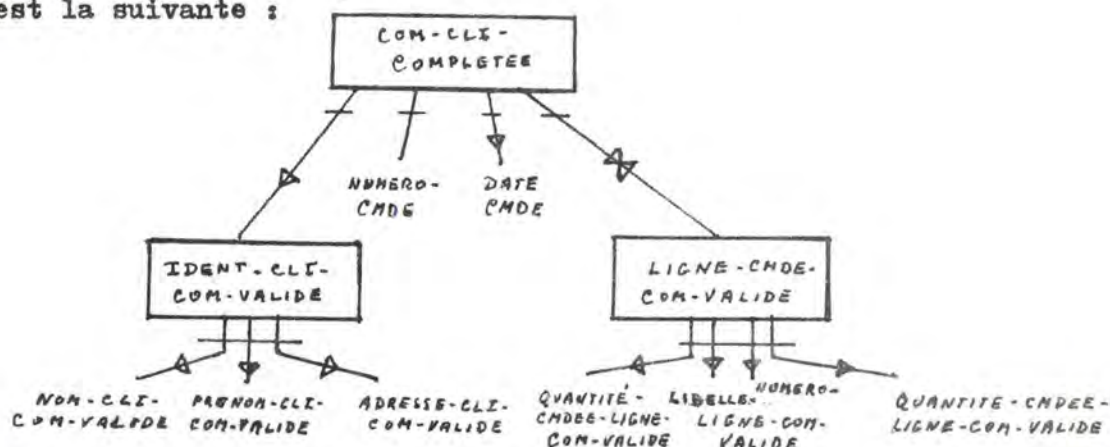 est la suivante :
COM-CLI-
COMPLETEE
NUMERO-
CMDE
DATE
CMDE
IDENT-CLI-
COM-VALIDE
LIGNE-CMDE-
COM-VALIDE
NOM-CLI-
COM-VALIDE
PRENOM-CLI-
COM-VALIDE
ADRESSE-CLI-
COM-VALIDE
QUANTITÉ-
CMDEE-LIGNE-
COM-VALIDE
LIBELLE-
LIGNE-COM-
VALIDE
NUMERO-
QUANTITE-CMDEE-
LIGNE-COM-VALIDE